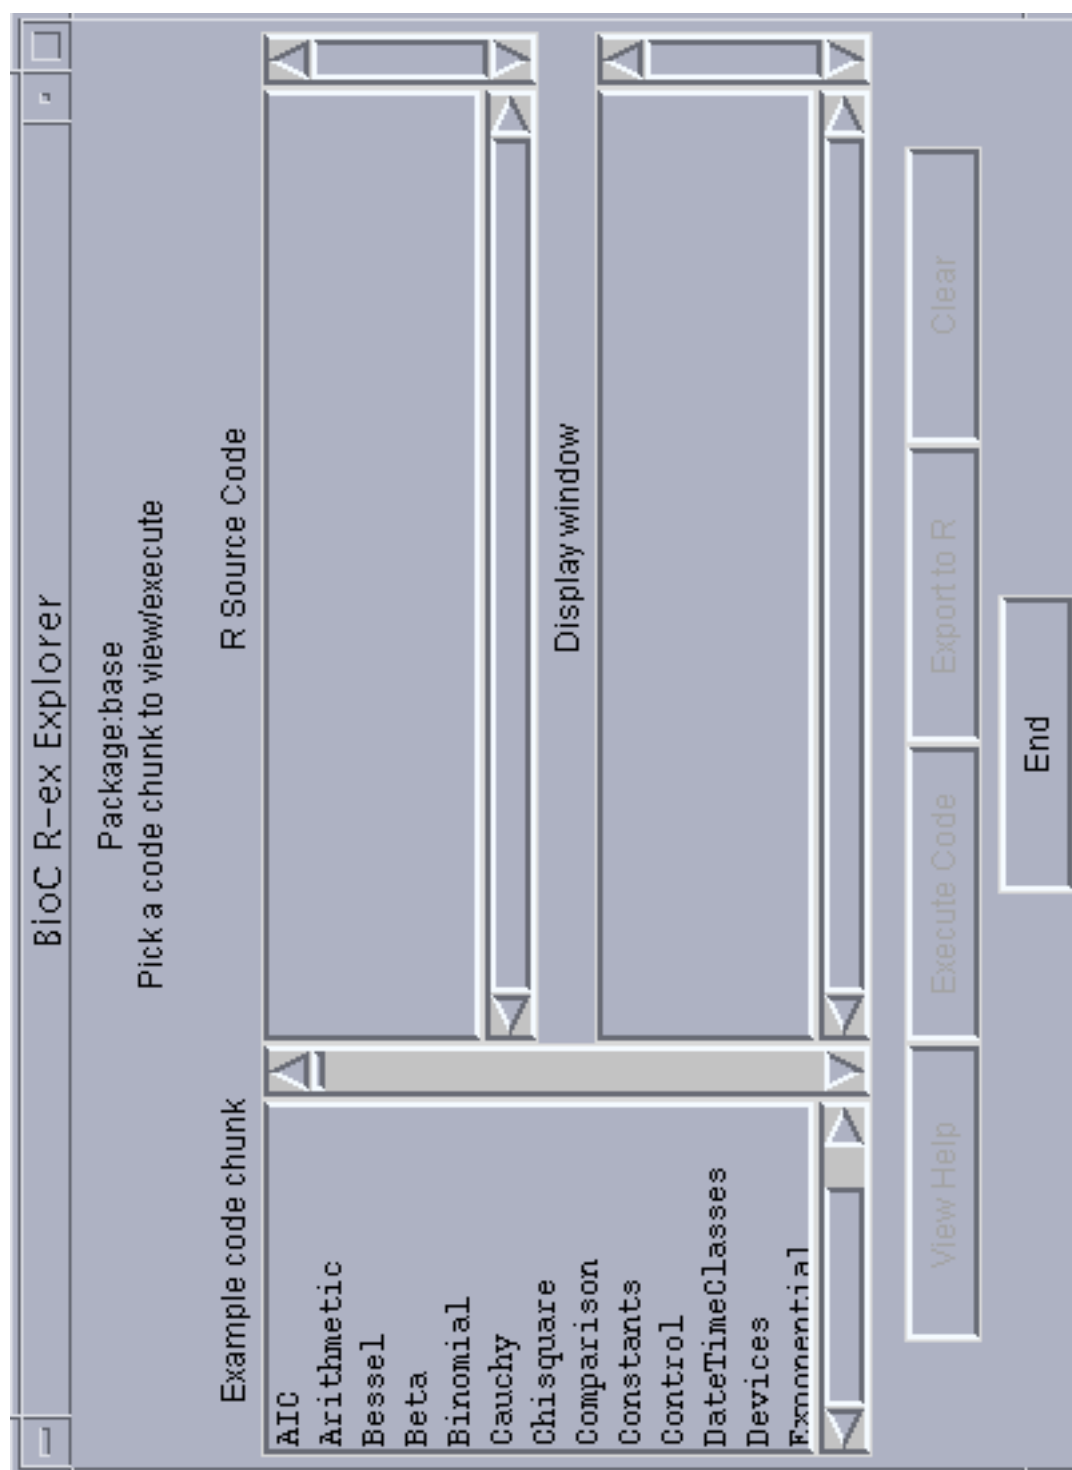 BioC R-ex Explorer
Package:base
Pick a code chunk to view/execute
Example code chunk
R Source Code
AIC
Arithmetic
Bessel
Beta
Binomial
Cauchy
Chisquare
Comparison
Constants
Control
DateTimeClasses
Devices
Exponential
Display window
View Help
Execute Code
Export to R
Clear
End